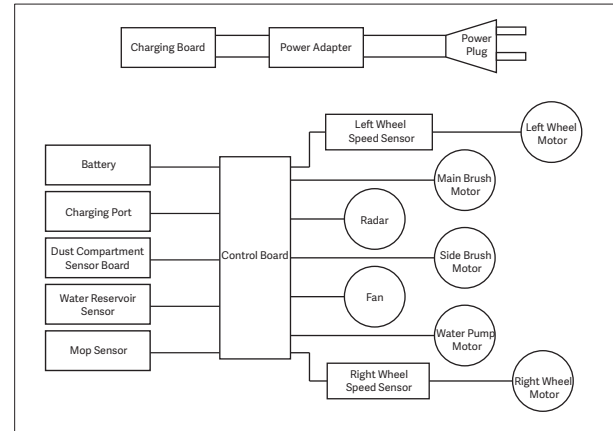 Charging Board
Power Adapter
Power
Plug
Left Wheel
Speed Sensor
Left Wheel
Motor
Battery
Main Brush
Motor
Charging Port
Radar
Dust Compartment
Sensor Board
Control Board
Side Brush
Motor
Water Reservoir
Sensor
Fan
Mop Sensor
Water Pump
Motor
Right Wheel
Speed Sensor
Right Wheel
Motor